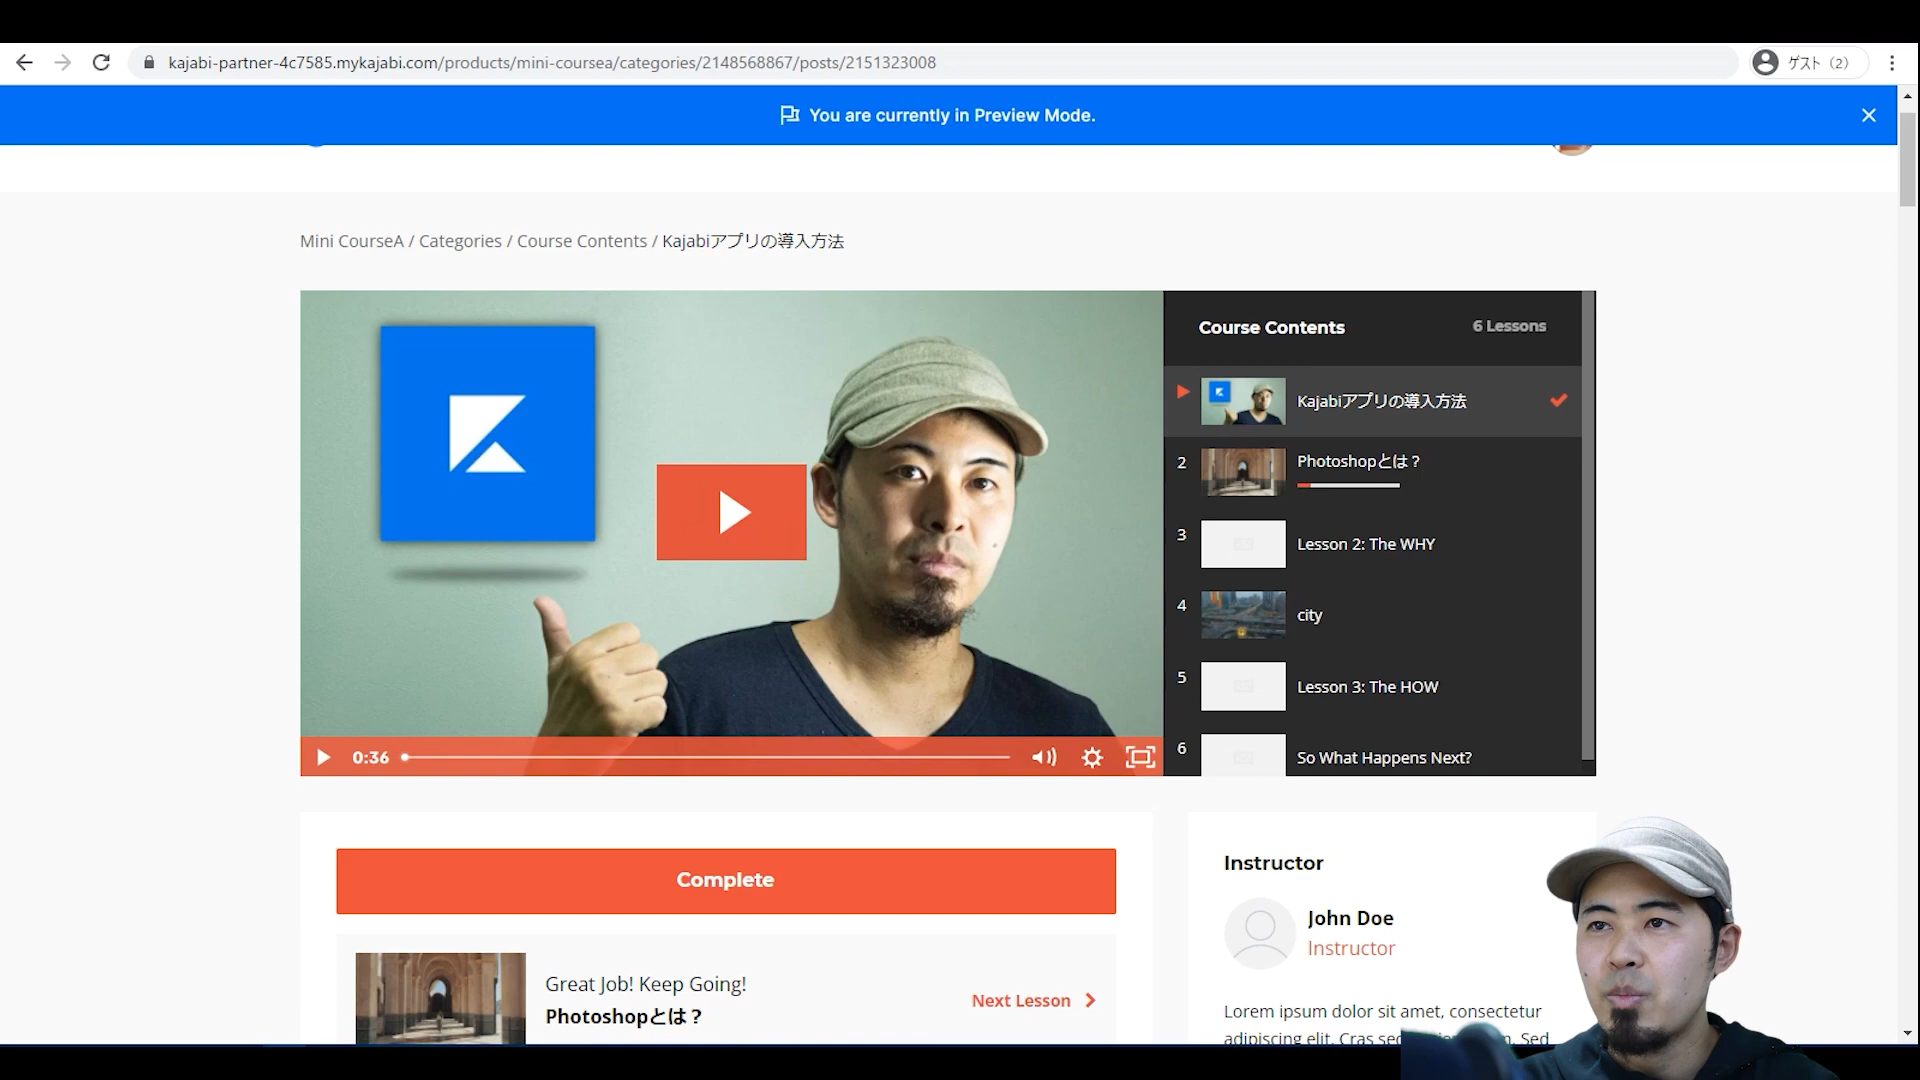 kajabi-partner-4c7585.mykajabi.com/products/mini-coursea/categories/2148568867/posts/2151323008
ゲスト（2）
You are currently in Preview Mode.
Mini CourseA / Categories / Course Contents / Kajabiアプリの導入方法
Course Contents
6 Lessons
Kajabiアプリの導入方法
2
Photoshopとは？
3
Lesson 2: The WHY
4
city
5
Lesson 3: The HOW
6
So What Happens Next?
0:36
Complete
Great Job! Keep Going!
Photoshopとは？
Next Lesson
Instructor
John Doe
Instructor
Lorem ipsum dolor sit amet, consectetur
adipiscing elit. Cras sed Sed